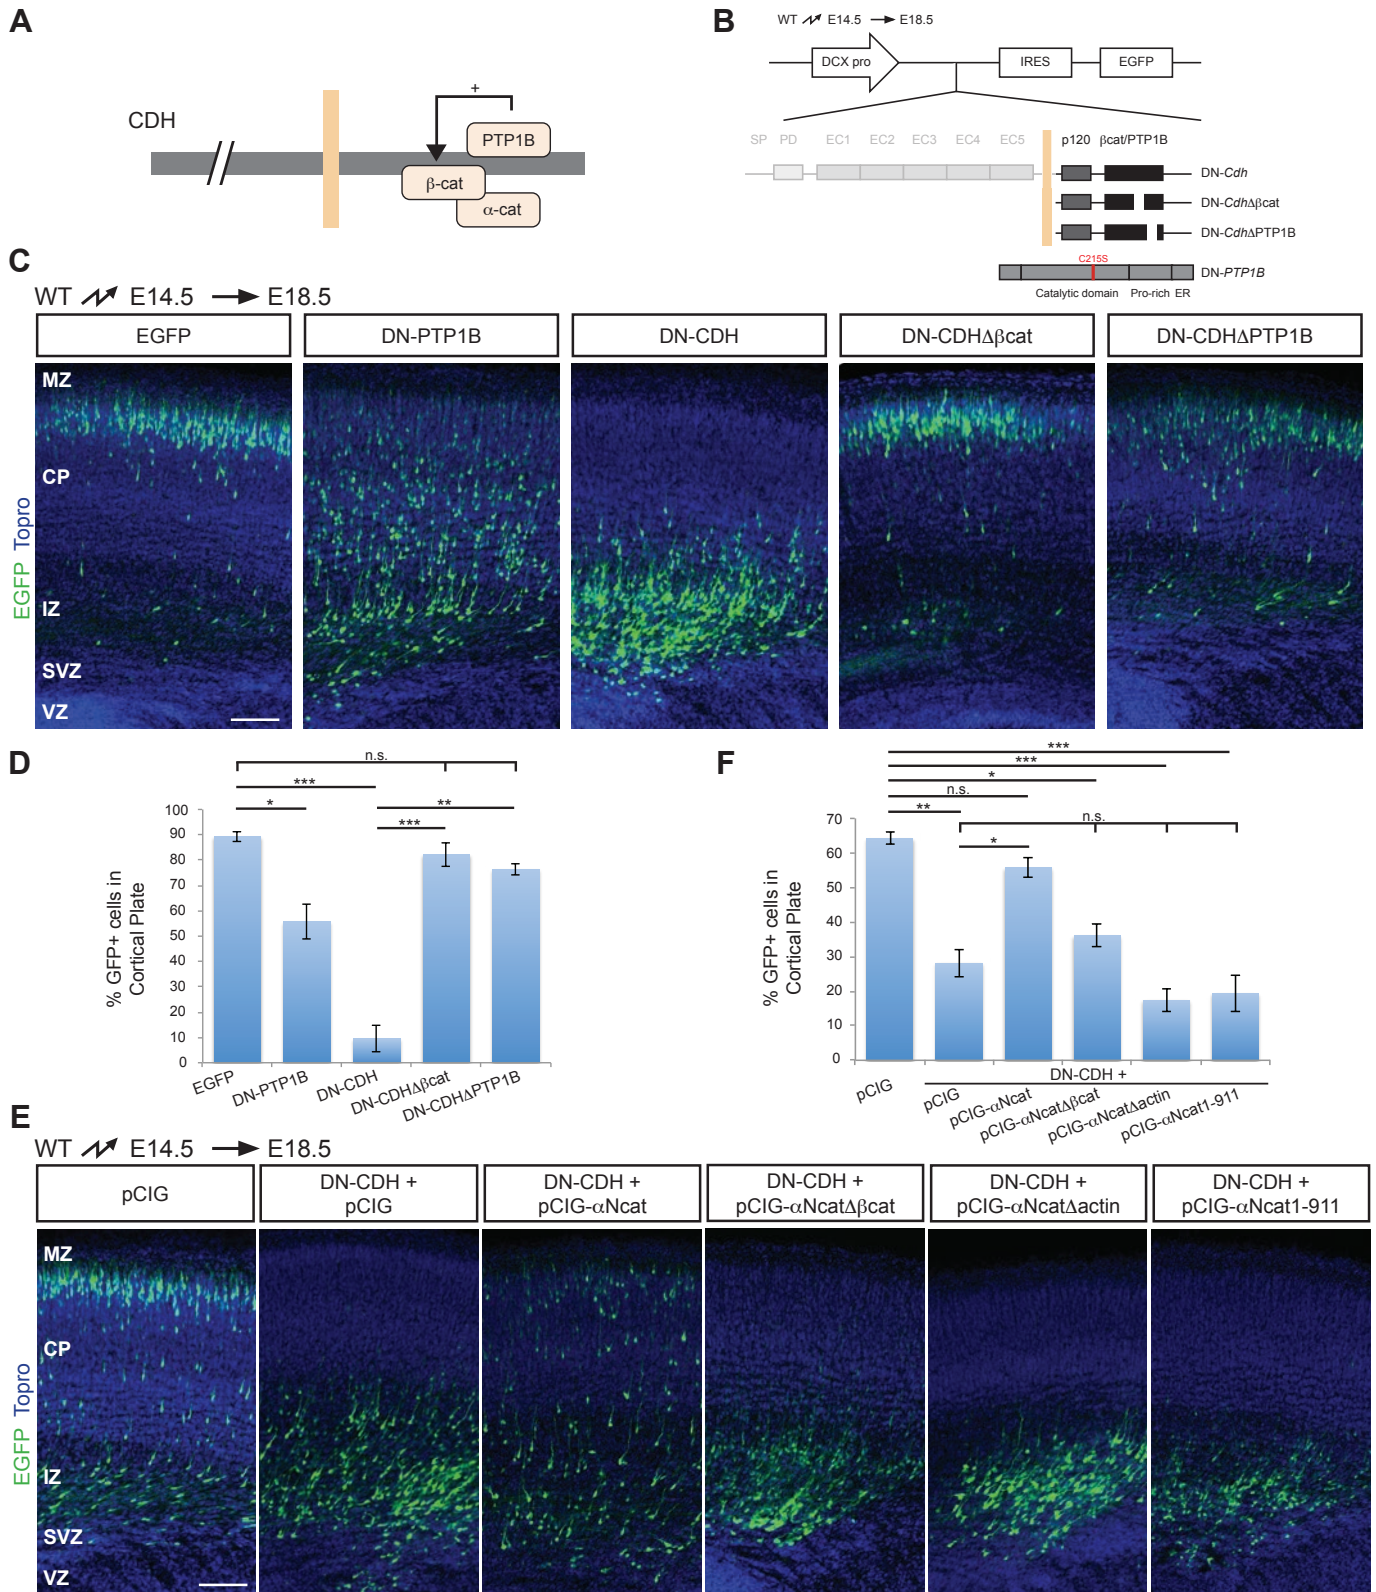 A
CDH
+
PTP1B
β-cat
α-cat
B
WT E14.5 E18.5
DCX pro
IRES
EGFP
SP PD EC1 EC2 EC3 EC4 EC5 p120 βcat/PTP1B
DN-Cdh
DN-CdhΔβcat
DN-CdhΔPTP1B
C215S
DN-PTP1B
Catalytic domain Pro-rich ER
C
WT E14.5 E18.5
EGFP
DN-PTP1B
DN-CDH
DN-CDHΔβcat
DN-CDHΔPTP1B
EGFP Topro
MZ
CP
IZ
SVZ
VZ
D
n.s.
***
*
**
***
% GFP+ cells in
Cortical Plate
100
90
80
70
60
50
40
30
20
10
0
EGFP
DN-PTP1B
DN-CDH
DN-CDHΔβcat
DN-CDHΔPTP1B
F
***
***
*
n.s.
**
n.s.
*
% GFP+ cells in
Cortical Plate
70
60
50
40
30
20
10
0
DN-CDH +
pCIG
pCIG
pCIG-αNcat
pCIG-αNcatΔβcat
pCIG-αNcatΔactin
pCIG-αNcat1-911
E
WT E14.5 E18.5
pCIG
DN-CDH +
pCIG
DN-CDH +
pCIG-αNcat
DN-CDH +
pCIG-αNcatΔβcat
DN-CDH +
pCIG-αNcatΔactin
DN-CDH +
pCIG-αNcat1-911
EGFP Topro
MZ
CP
IZ
SVZ
VZ